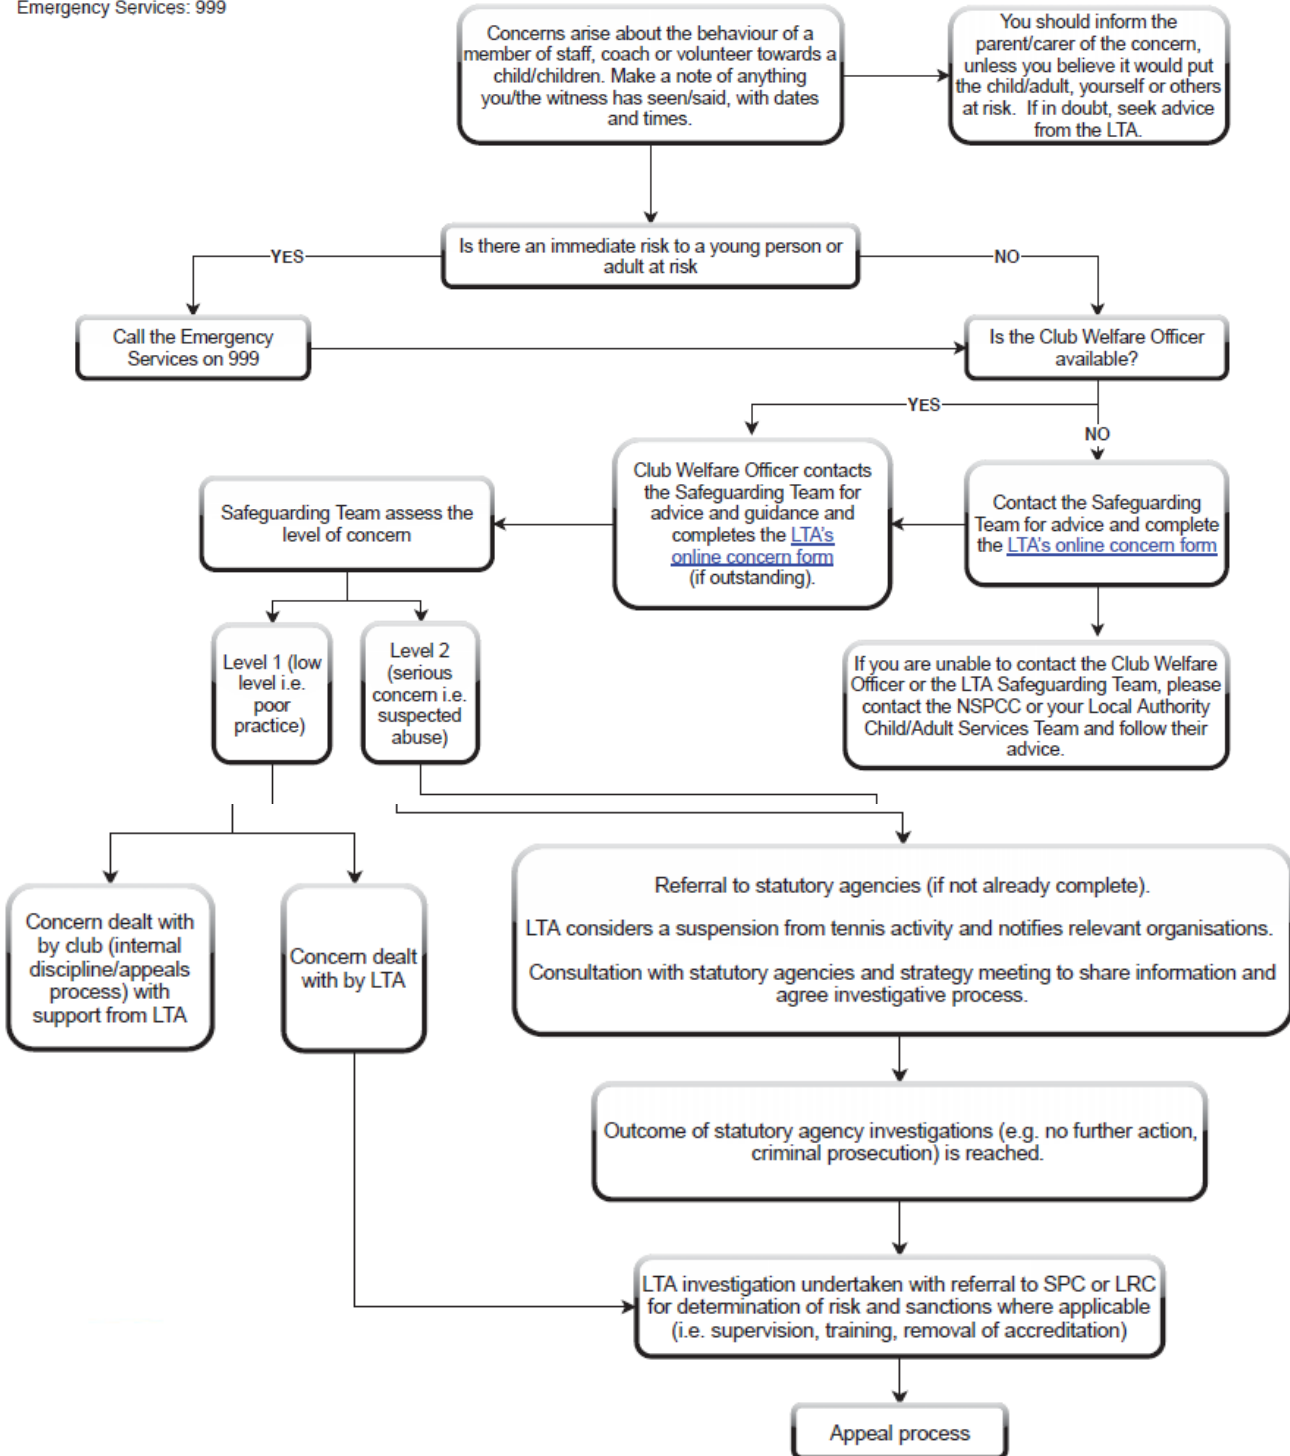 Emergency Services: 999
Concerns arise about the behaviour of a
member of staff, coach or volunteer towards a
child/children. Make a note of anything
you/the witness has seen/said, with dates
and times.
You should inform the
parent/carer of the concern,
unless you believe it would put
the child/adult, yourself or others
at risk. If in doubt, seek advice
from the LTA.
Is there an immediate risk to a young person or
adult at risk
YES
NO
Call the Emergency
Services on 999
Is the Club Welfare Officer
available?
YES
NO
Club Welfare Officer contacts
the Safeguarding Team for
advice and guidance and
completes the LTA's
online concern form
(if outstanding).
Contact the Safeguarding
Team for advice and complete
the LTA's online concern form
Safeguarding Team assess the
level of concern
Level 1 (low
level i.e.
poor
practice)
Level 2
(serious
concern i.e.
suspected
abuse)
If you are unable to contact the Club Welfare
Officer or the LTA Safeguarding Team, please
contact the NSPCC or your Local Authority
Child/Adult Services Team and follow their
advice.
Concern dealt with
by club (internal
discipline/appeals
process) with
support from LTA
Concern dealt
with by LTA
Referral to statutory agencies (if not already complete).
LTA considers a suspension from tennis activity and notifies relevant organisations.
Consultation with statutory agencies and strategy meeting to share information and
agree investigative process.
Outcome of statutory agency investigations (e.g. no further action,
criminal prosecution) is reached.
LTA investigation undertaken with referral to SPC or LRC
for determination of risk and sanctions where applicable
(i.e. supervision, training, removal of accreditation)
Appeal process